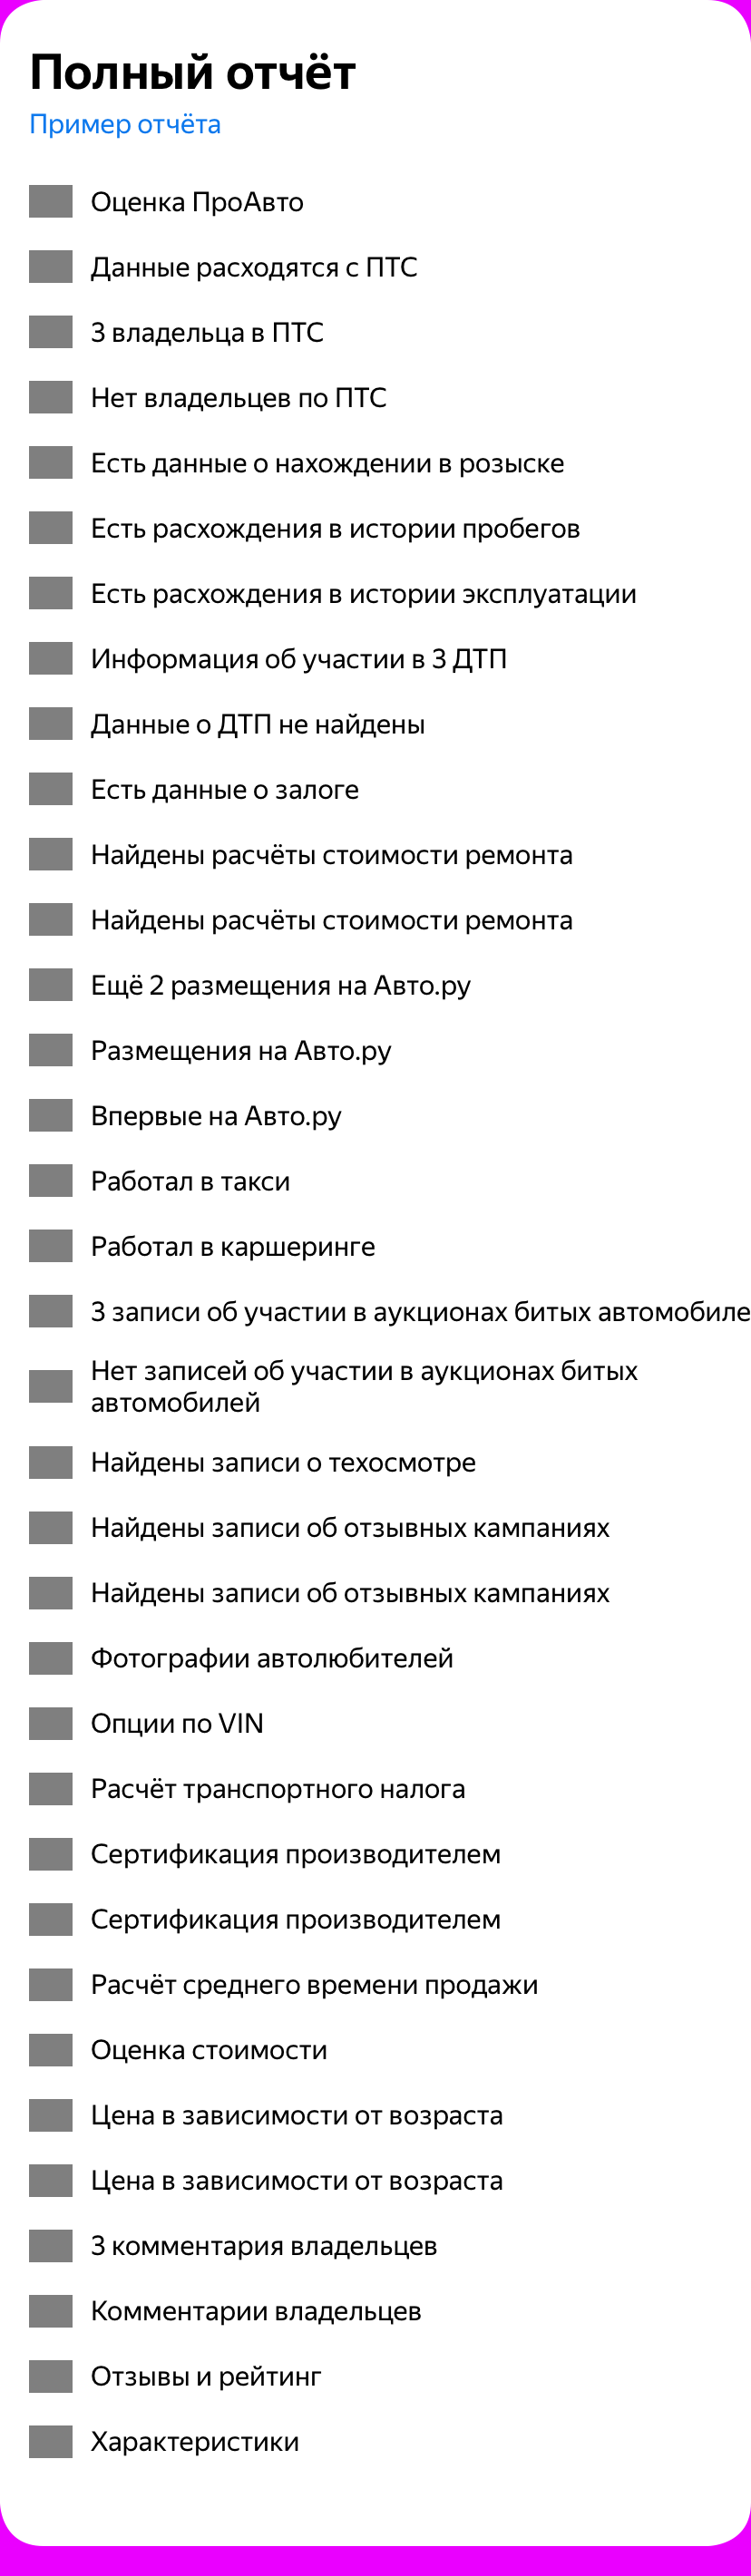 Полный отчёт
Пример отчёта
Оценка ПроАвто
Данные расходятся с ПТС
3 владельца в ПТС
Нет владельцев по ПТС
Есть данные о нахождении в розыске
Есть расхождения в истории пробегов
Есть расхождения в истории эксплуатации
Информация об участии в 3 ДТП
Данные о ДТП не найдены
Есть данные о залоге
Найдены расчёты стоимости ремонта
Найдены расчёты стоимости ремонта
Ещё 2 размещения на Авто.ру
Размещения на Авто.ру
Впервые на Авто.ру
Работал в такси
Работал в каршеринге
3 записи об участии в аукционах битых автомобиле
Нет записей об участии в аукционах битых
автомобилей
Найдены записи о техосмотре
Найдены записи об отзывных кампаниях
Найдены записи об отзывных кампаниях
Фотографии автолюбителей
Опции по VIN
Расчёт транспортного налога
Сертификация производителем
Сертификация производителем
Расчёт среднего времени продажи
Оценка стоимости
Цена в зависимости от возраста
Цена в зависимости от возраста
3 комментария владельцев
Комментарии владельцев
Отзывы и рейтинг
Характеристики